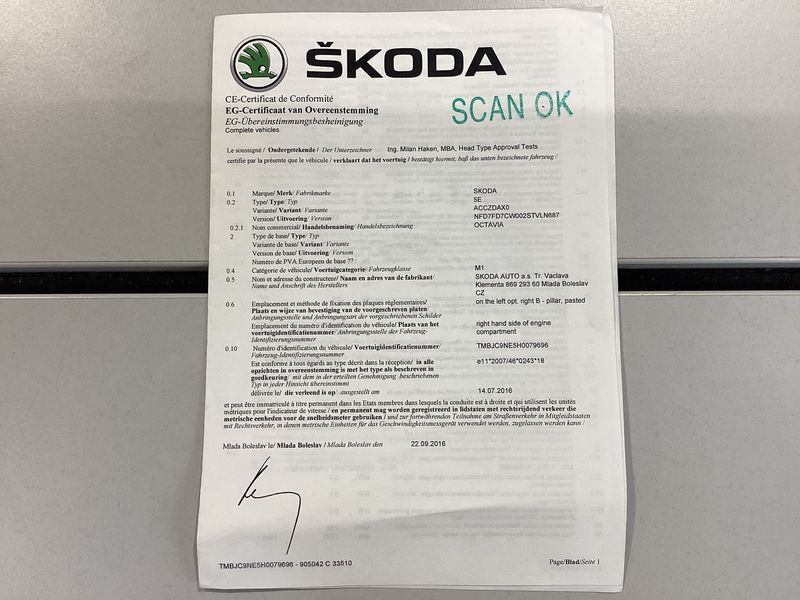 ŠKODA
SCAN OK
CE-Certificat de Conformité
EG-Certificaat van Overeenstemming
EG-Übereinstimmungsbesheinigung
Complete vehicles.
Le soussigné / Ondergetekende / Der Unterzeichner Ing. Milan Haken, MBA, Head Type Approval Tests
certifie par la présente que le véhicule / verklaart dat het voertuig / bestätigt hiermit, baß das unten bezeichnete fahrzeug /
0.1 Marque/ Merk/ Fabrikmarke SKODA
0.2 Type/ Type/ Typ 5E
Variante/ Variant/ Variante ACCZDAX0
Version/ Uitvoering/ Version NFD7FD7CW002STVLN687
0.2.1 Nom commercial/ Handelsbenaming/ Handelsbezeichnung OCTAVIA
2 Type de base/ Type/ Typ
Variante de base/ Variant/ Variante
Version de base/ Uitvoering/ Version
Numéro de PVA Europeen de base ?? :
0.4 Catégorie de véhicule/ Voertuigcategorie/ Fahrzeugklasse M1
0.5 Nom et adresse du constructeur/ Naam en adres van de fabrikant/ SKODA AUTO a.s. Tr. Vaclava
Name und Anschrift des Herstellers Klementa 869 293 60 Mlada Boleslav
CZ
0.6 Emplacement et méthode de fixation des plaques réglementaires/ on the left opt. right B - pillar, pasted
Plaats en wijze van bevestiging van de voorgeschreven platen/
Anbringungsstelle und Anbringungsart der vorgeschriebenen Schilder
Emplacement du numéro d'identification du véhicule/ Plaats van het right hand side of engine
voertuigidentificatienummer/ Anbringungsstelle der Fahrzeug- compartment
Identifizierungsnummer
0.10 Numéro d'identification du véhicule/ Voertuigidentificatienummer/ TMBJC9NE5H0079696
Fahrzeug-Identifizierungsnummer
Est conforme à tous égards au type décrit dans la réception/ in alle e11*2007/46*0243*18
opzichten in overeenstemming is met het type als beschreven in
goedkeuring/ mit dem in der erteilten Genehmigung beschriebenen
Typ in jeder Hinsicht übereinstimmt
délivrée le/ die verleend is op/ ausgestellt am 14.07.2016
et peut être immatriculé à titre permanent dans les Etats membres dans lesquels la conduite est à droite et qui utilisent les unités
métriques pour l'indicateur de vitesse / en permanent mag worden geregistreerd in lidstaten met rechtsrijdend verkeer die
metrische eenheden voor de snelheidsmeter gebruiken / und zur fortwährenden Teilnahme am Straßenverkehr in Mitgliedstaaten
mit Rechtsverkehr, in denen metrische Einheiten für das Geschwindigkeitsmessgerät verwendet werden, zugelassen werden kann /
Mlada Boleslav le/ Mlada Boleslav / Mlada Boleslav den 22.09.2016
TMBJC9NE5H0079696 - 905042 C 33510 Page/Blad/Seite 1